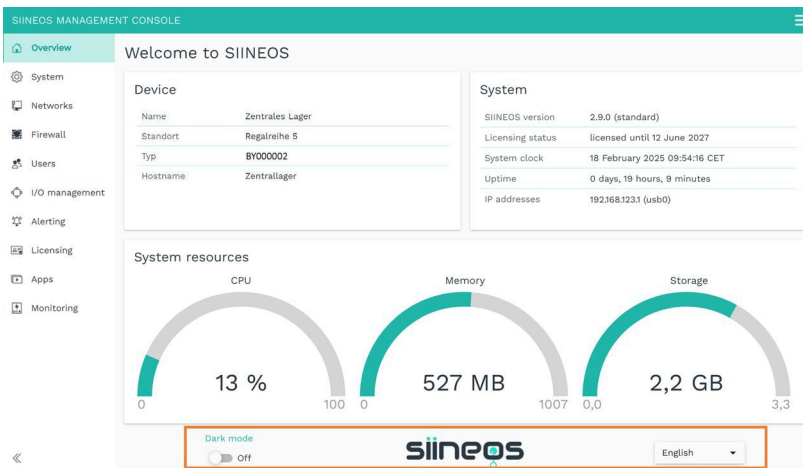 SIINEOS MANAGEMENT CONSOLE
Overview
System
Networks
Firewall
Users
I/O management
Alerting
Licensing
Apps
Monitoring
Welcome to SIINEOS
Device
Name Zentrales Lager
Standort Regalreihe 5
Typ BY000002
Hostname Zentrallager
System
SIINEOS version 2.9.0 (standard)
Licensing status licensed until 12 June 2027
System clock 18 February 2025 09:54:16 CET
Uptime 0 days, 19 hours, 9 minutes
IP addresses 192.168.123.1 (usb0)
System resources
CPU
13 %
0 100
Memory
527 MB
0 1007
Storage
2,2 GB
0,0 3,3
Dark mode
Off
siineos
English